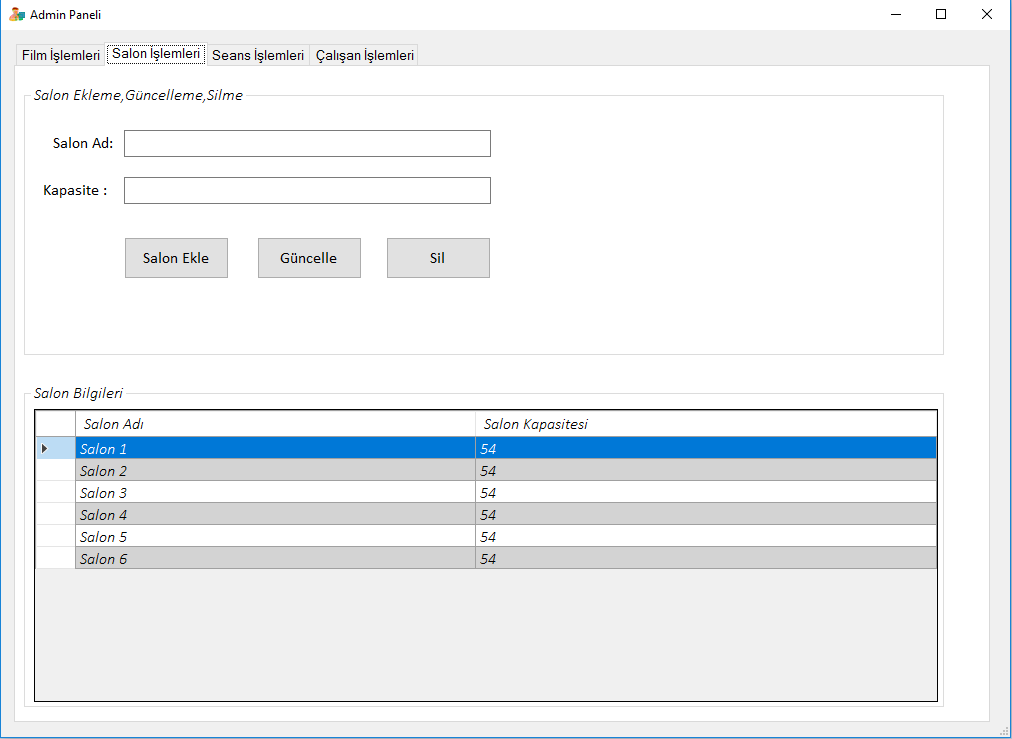 Admin Paneli
Film İşlemleri Salon İşlemleri Seans İşlemleri Çalışan İşlemleri
Salon Ekleme,Güncelleme,Silme
Salon Ad:
Kapasite :
Salon Ekle Güncelle Sil
Salon Bilgileri
Salon Adı Salon Kapasitesi
Salon 1 54
Salon 2 54
Salon 3 54
Salon 4 54
Salon 5 54
Salon 6 54